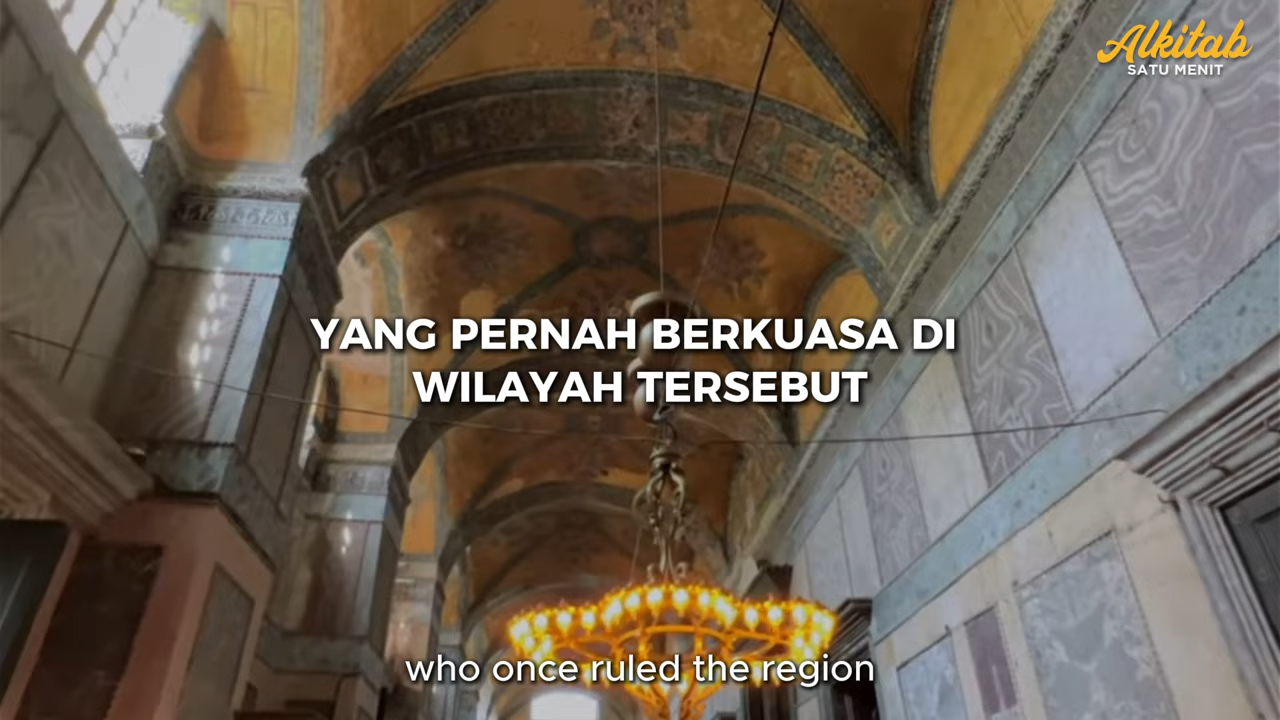 Alkitab
SATU MENIT
YANG PERNAH BERKUASA DI
WILAYAH TERSEBUT
who once ruled the region